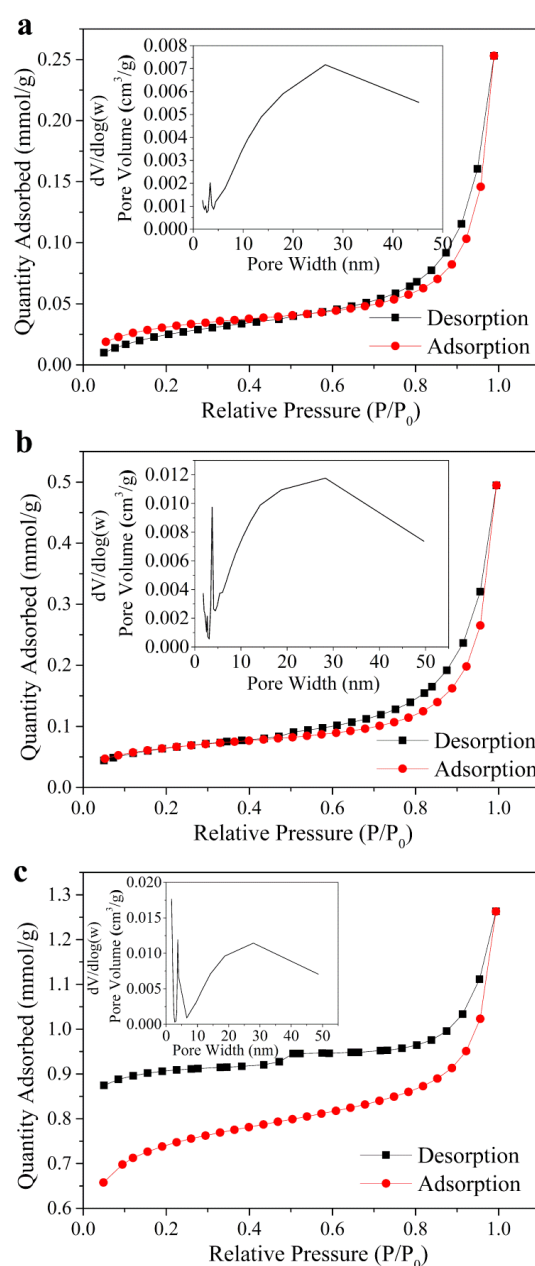 a
0.25
0.20
0.15
0.10
0.05
0.00
Quantity Adsorbed (mmol/g)
0.0 0.2 0.4 0.6 0.8 1.0
Relative Pressure (P/P₀)
Desorption
Adsorption
0.008
0.007
0.006
0.005
0.004
0.003
0.002
0.001
0.000
dV/dlog(w)
Pore Volume (cm³/g)
0 10 20 30 40 50
Pore Width (nm)
b
0.5
0.4
0.3
0.2
0.1
0.0
Quantity Adsorbed (mmol/g)
0.0 0.2 0.4 0.6 0.8 1.0
Relative Pressure (P/P₀)
Desorption
Adsorption
0.012
0.010
0.008
0.006
0.004
0.002
0.000
dV/dlog(w)
Pore Volume (cm³/g)
0 10 20 30 40 50
Pore Width (nm)
c
1.3
1.2
1.1
1.0
0.9
0.8
0.7
0.6
Quantity Adsorbed (mmol/g)
0.0 0.2 0.4 0.6 0.8 1.0
Relative Pressure (P/P₀)
Desorption
Adsorption
0.020
0.015
0.010
0.005
0.000
dV/dlog(w)
Pore Volume (cm³/g)
0 10 20 30 40 50
Pore Width (nm)